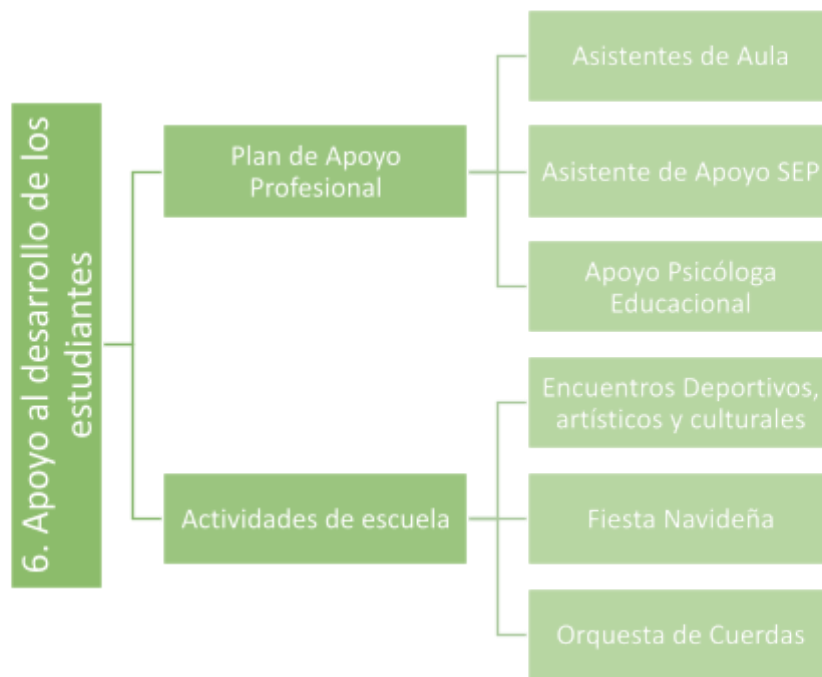 6. Apoyo al desarrollo de los
estudiantes
Plan de Apoyo
Profesional
Asistentes de Aula
Asistente de Apoyo SEP
Apoyo Psicóloga
Educacional
Actividades de escuela
Encuentros Deportivos,
artísticos y culturales
Fiesta Navideña
Orquesta de Cuerdas